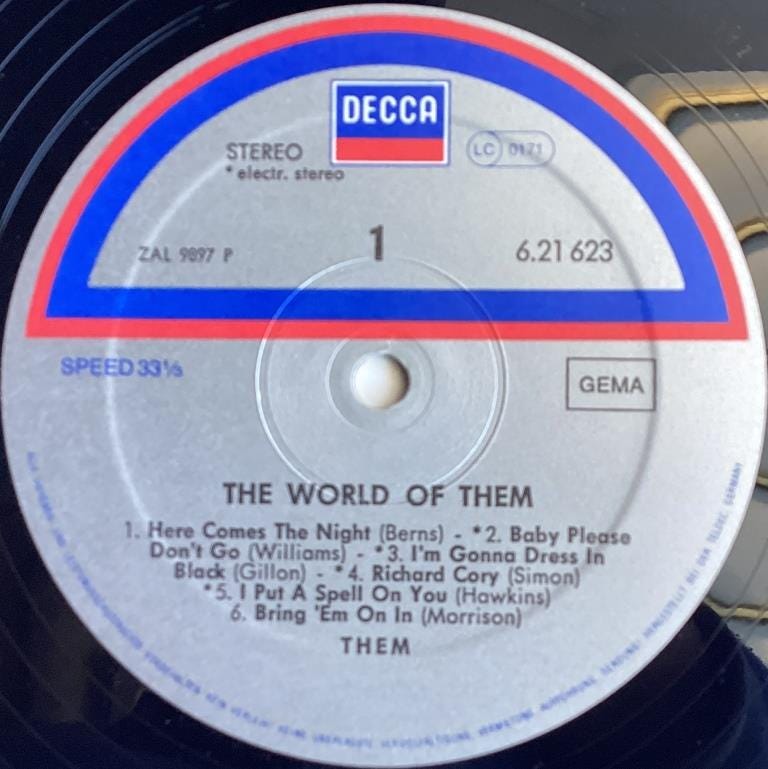 DECCA
STEREO
* electr. stereo
LC 0171
ZAL 9897 P
1
6.21 623
SPEED 33⅓
GEMA
THE WORLD OF THEM
1. Here Comes The Night (Berns) - *2. Baby Please
Don't Go (Williams) - *3. I'm Gonna Dress In
Black (Gillon) - *4. Richard Cory (Simon)
*5. I Put A Spell On You (Hawkins)
6. Bring 'Em On In (Morrison)
THEM